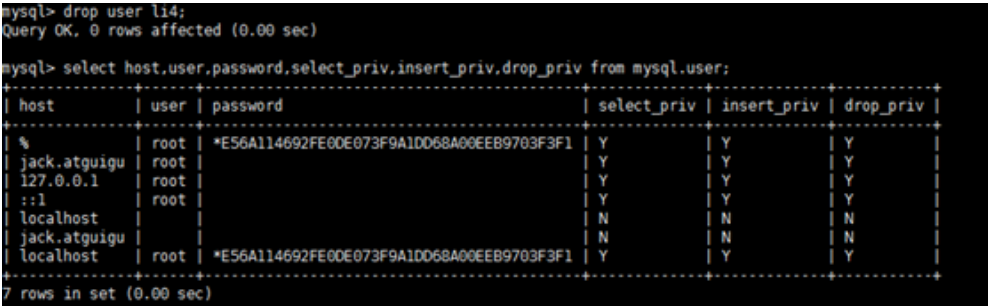 mysql> drop user li4;
Query OK, 0 rows affected (0.00 sec)
mysql> select host,user,password,select_priv,insert_priv,drop_priv from mysql.user;
+--------------+------+-------------------------------------------+-------------+-------------+-----------+
| host | user | password | select_priv | insert_priv | drop_priv |
+--------------+------+-------------------------------------------+-------------+-------------+-----------+
| % | root | *E56A114692FE0DE073F9A1DD68A00EEB9703F3F1 | Y | Y | Y |
| jack.atguigu | root | | Y | Y | Y |
| 127.0.0.1 | root | | Y | Y | Y |
| ::1 | root | | Y | Y | Y |
| localhost | | | N | N | N |
| jack.atguigu | | | N | N | N |
| localhost | root | *E56A114692FE0DE073F9A1DD68A00EEB9703F3F1 | Y | Y | Y |
+--------------+------+-------------------------------------------+-------------+-------------+-----------+
7 rows in set (0.00 sec)